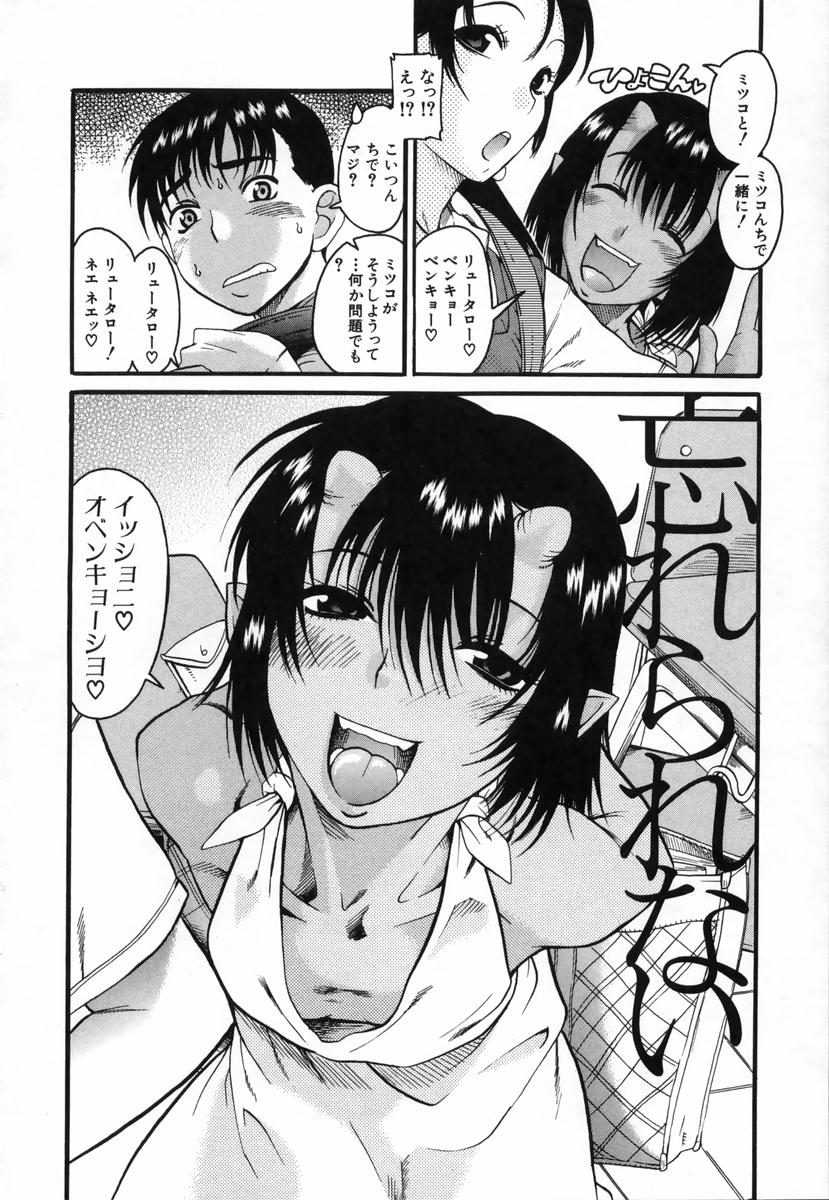 ミツコと!
ミツコんちで
一緒に!
ひょこん♡
リュータロー♡
ベンキョー
ベンキョー♡
なっ!?
えっ!?
こいつん
ちで?
マジ?
ミツコが
そうしようって
…何か問題でも
?
リュータロー♡
リュータロー!
ネエ ネエッ♡
忘れられない
イッショニ♡
オベンキョーシヨ♡